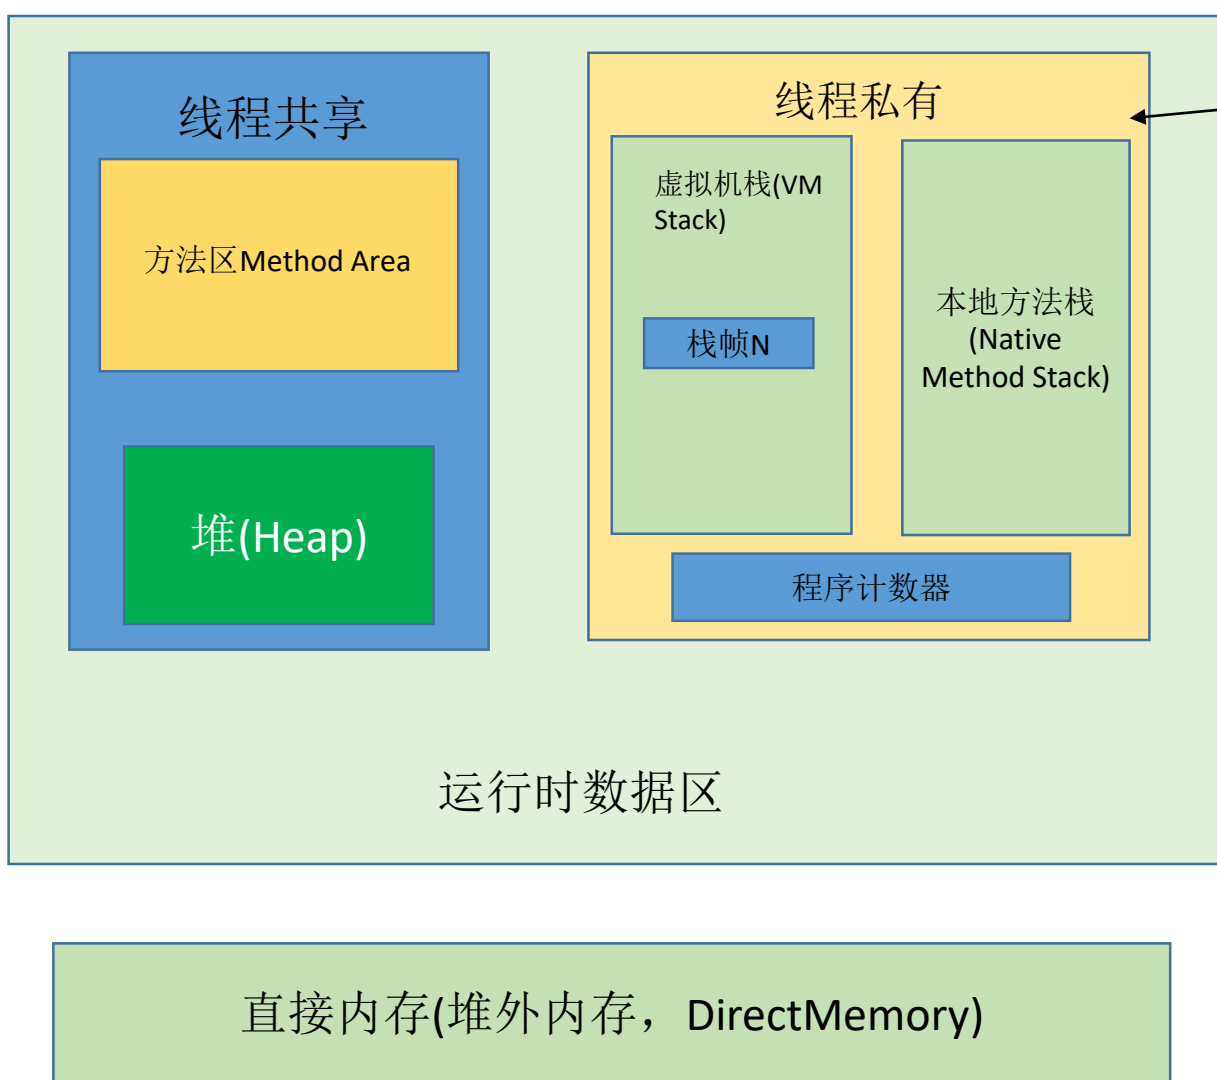 线程共享
方法区Method Area
堆(Heap)
线程私有
虚拟机栈(VM
Stack)
栈帧N
本地方法栈
(Native
Method Stack)
程序计数器
运行时数据区
直接内存(堆外内存，DirectMemory)